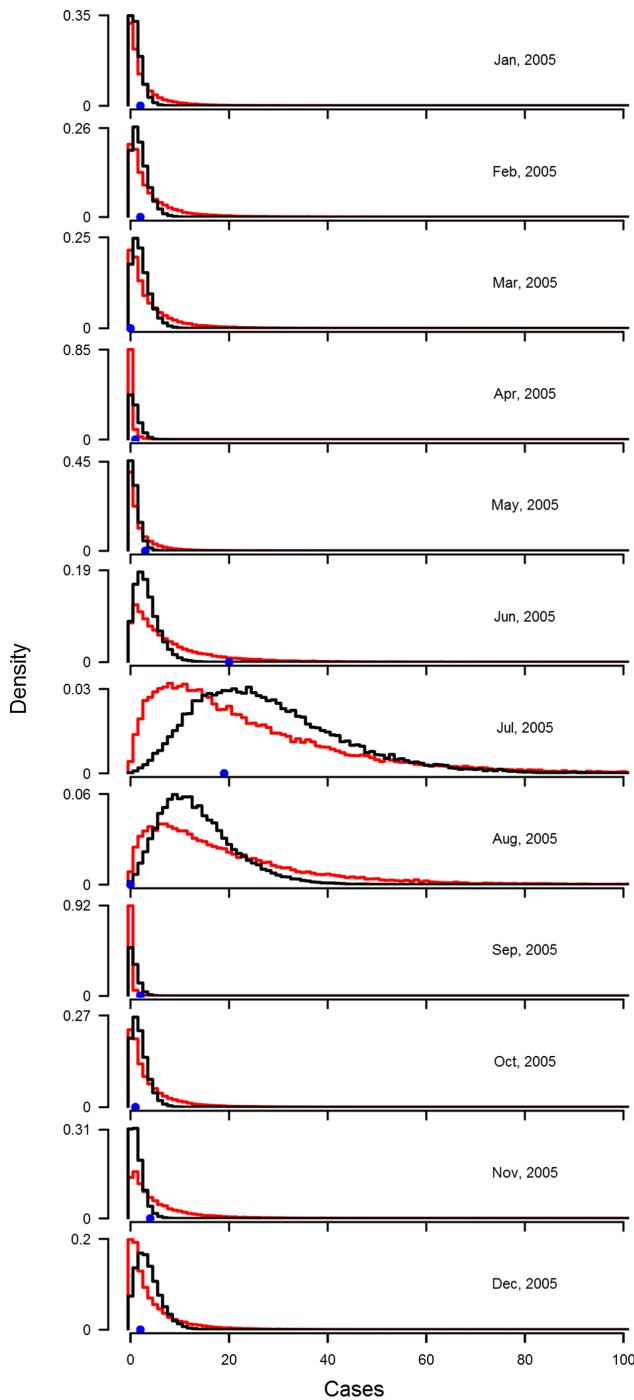 0.35
Jan, 2005
0
0.26
Feb, 2005
0
0.25
Mar, 2005
0
0.85
Apr, 2005
0
0.45
May, 2005
0
0.19
Jun, 2005
0
Density
0.03
Jul, 2005
0
0.06
Aug, 2005
0
0.92
Sep, 2005
0
0.27
Oct, 2005
0
0.31
Nov, 2005
0
0.2
Dec, 2005
0
0 20 40 60 80 100
Cases